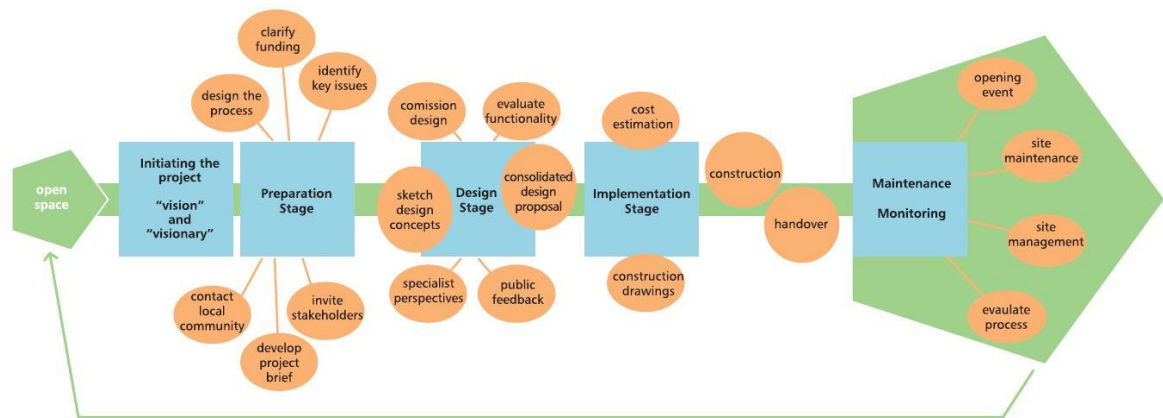 open
space
Initiating the
project
"vision"
and
"visionary"
clarify
funding
design the
process
identify
key issues
Preparation
Stage
contact
local
community
develop
project
brief
invite
stakeholders
comission
design
evaluate
functionality
sketch
design
concepts
Design
Stage
consolidated
design
proposal
specialist
perspectives
public
feedback
cost
estimation
Implementation
Stage
construction
drawings
construction
handover
Maintenance
Monitoring
opening
event
site
maintenance
site
management
evaulate
process